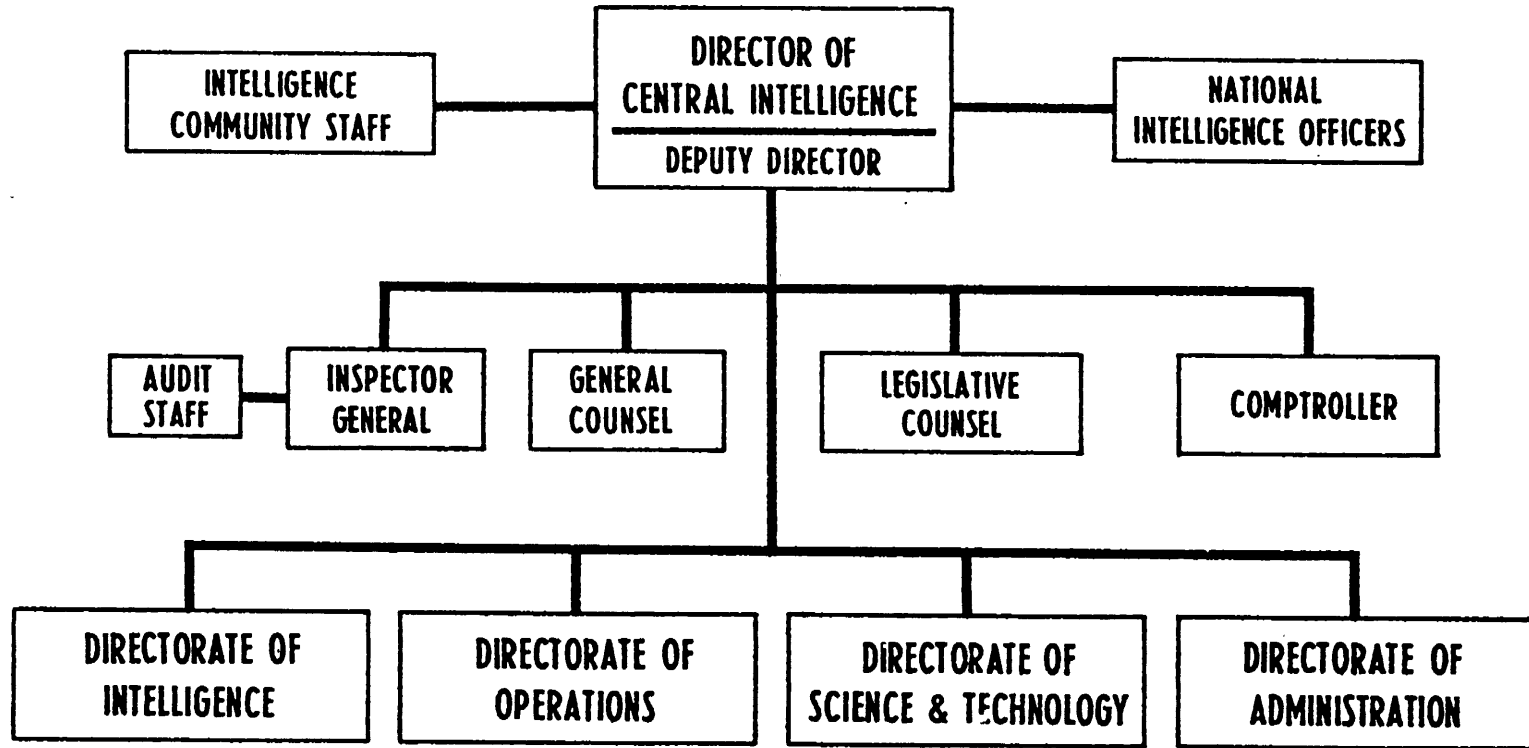 DIRECTOR OF
CENTRAL INTELLIGENCE
DEPUTY DIRECTOR
INTELLIGENCE
COMMUNITY STAFF
NATIONAL
INTELLIGENCE OFFICERS
AUDIT
STAFF
INSPECTOR
GENERAL
GENERAL
COUNSEL
LEGISLATIVE
COUNSEL
COMPTROLLER
DIRECTORATE OF
INTELLIGENCE
DIRECTORATE OF
OPERATIONS
DIRECTORATE OF
SCIENCE & TECHNOLOGY
DIRECTORATE OF
ADMINISTRATION